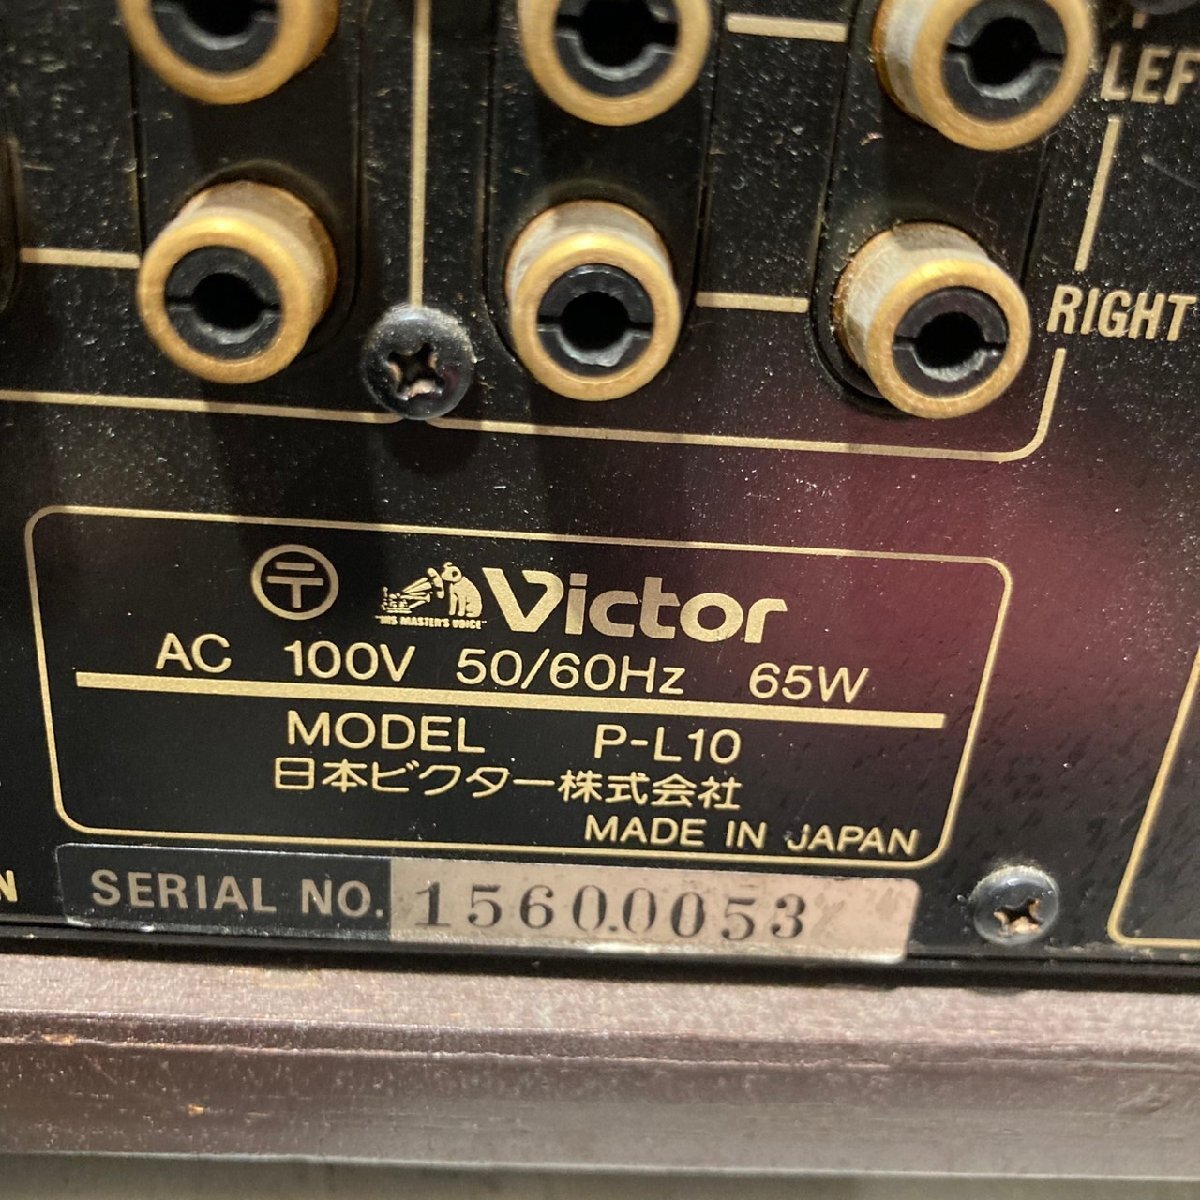 LEF
RIGHT
〒 "HIS MASTER'S VOICE" Victor
AC 100V 50/60Hz 65W
MODEL P-L10
日本ビクター株式会社
MADE IN JAPAN
N
SERIAL NO. 15600053